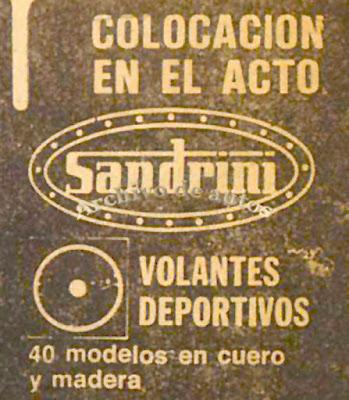 COLOCACION
EN EL ACTO
Sandrini
Archivo de autos
VOLANTES
DEPORTIVOS
40 modelos en cuero
y madera